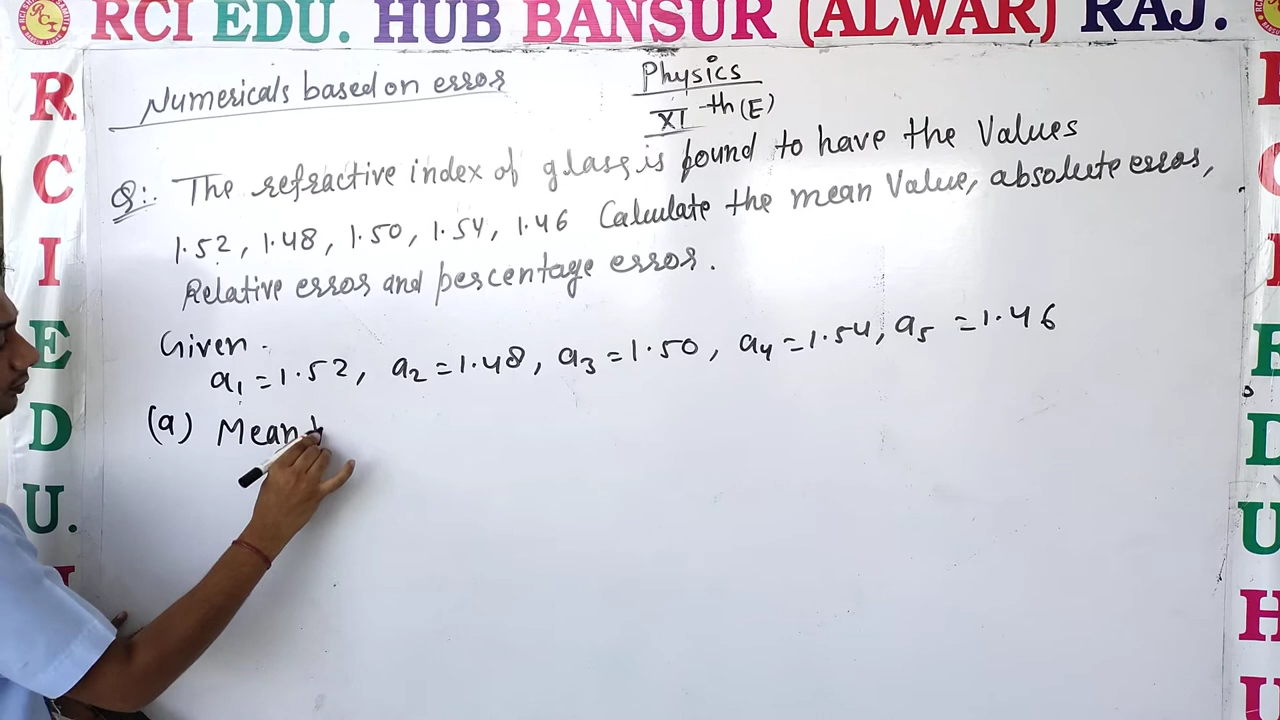 RCI EDU. HUB BANSUR (ALWAR) RAJ.
Numericals based on error
Physics
XI -th (E)
Q:- The refractive index of glass is found to have the Values
1.52, 1.48, 1.50, 1.54, 1.46 Calculate the mean Value, absolute error,
Relative error and percentage error.
Given.
a1 = 1.52, a2 = 1.48, a3 = 1.50, a4 = 1.54, a5 = 1.46
(a) Mean
R
C
I
E
D
U.
E
D
U
H
U